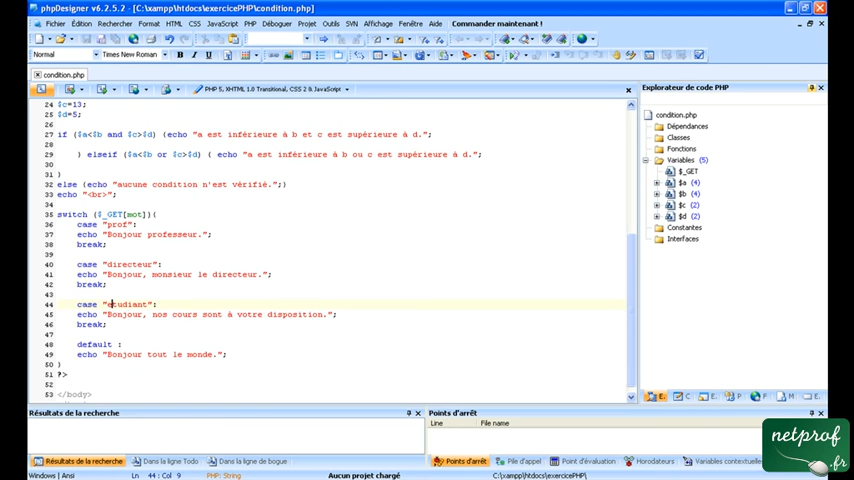 phpDesigner v6.2.5.2 - [C:\xampp\htdocs\exercicePHP\condition.php]
Fichier Édition Rechercher Format HTML CSS JavaScript PHP Déboguer Projet Outils SVN Affichage Fenêtre Aide Commander maintenant !
Normal Times New Roman B I U
condition.php
PHP 5, XHTML 1.0 Transitional, CSS 2 & JavaScript
24 $c=13;
25 $d=5;
26
27 if ($a<$b and $c>$d) {echo "a est inférieure à b et c est supérieure à d.";
28
29 } elseif ($a<$b or $c>$d) { echo "a est inférieure à b ou c est supérieure à d.";
30
31 }
32 else {echo "aucune condition n'est vérifié.";}
33 echo "<br>";
34
35 switch ($_GET[mot]){
36 case "prof":
37 echo "Bonjour professeur.";
38 break;
39
40 case "directeur":
41 echo "Bonjour, monsieur le directeur.";
42 break;
43
44 case "etudiant":
45 echo "Bonjour, nos cours sont à votre disposition.";
46 break;
47
48 default :
49 echo "Bonjour tout le monde.";
50 }
51 ?>
52
53 </body>
Explorateur de code PHP
condition.php
Dépendances
Classes
Fonctions
Variables (5)
$_GET
$a (4)
$b (4)
$c (2)
$d (2)
Constantes
Interfaces
E. C E. P F M E.
Résultats de la recherche
Points d'arrêt
Line File name
Résultats de la recherche Dans la ligne Todo Dans la ligne de bogue
Points d'arrêt Pile d'appel Point d'évaluation Horodateurs Variables contextuelle
Windows | Ansi Ln 44 : Col 9 PHP: String Aucun projet chargé C:\xampp\htdocs\exercicePHP\
netprof
.fr